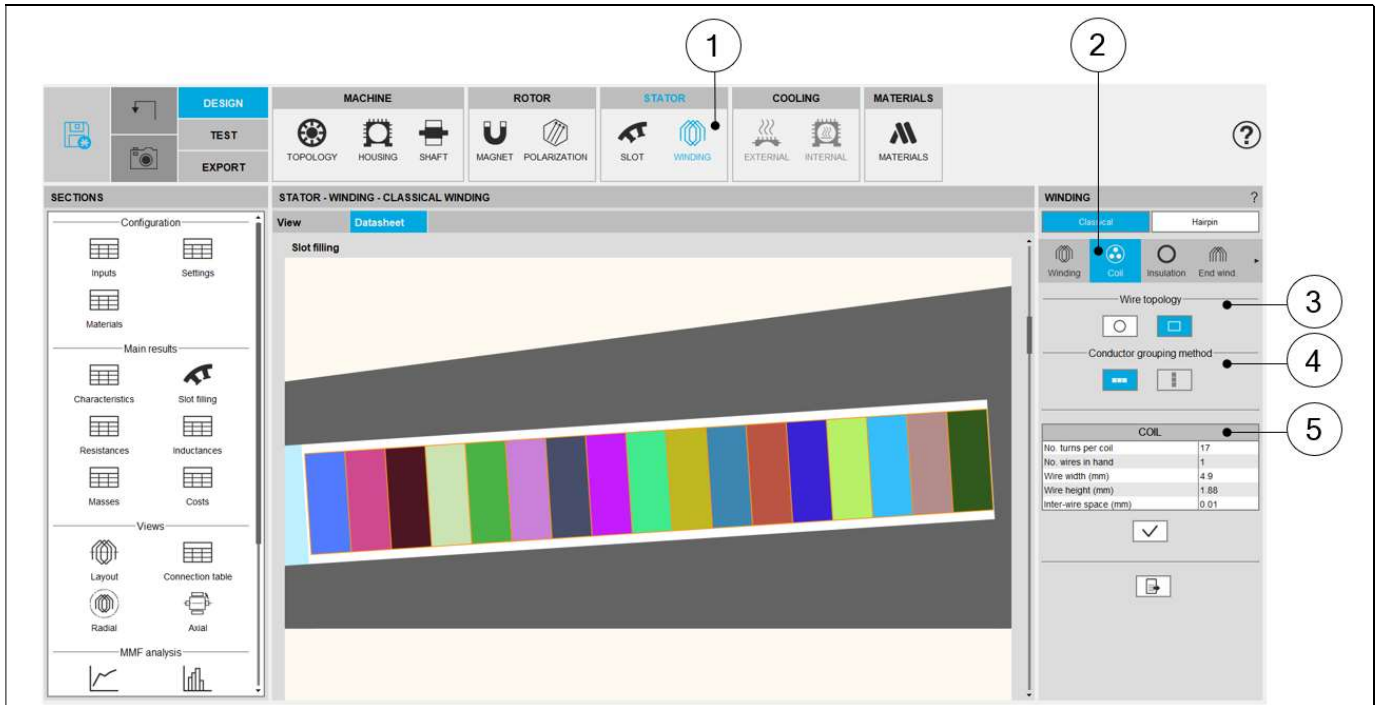 1
2
DESIGN
TEST
EXPORT
MACHINE
TOPOLOGY HOUSING SHAFT
ROTOR
MAGNET POLARIZATION
STATOR
SLOT WINDING
COOLING
EXTERNAL INTERNAL
MATERIALS
MATERIALS
?
SECTIONS
Configuration
Inputs Settings
Materials
Main results
Characteristics Slot filling
Resistances Inductances
Masses Costs
Views
Layout Connection table
Radial Axial
MMF analysis
STATOR - WINDING - CLASSICAL WINDING
View Datasheet
Slot filling
WINDING ?
Classical Hairpin
Winding Coil Insulation End wind.
Wire topology
3
Conductor grouping method
4
COIL
5
No. turns per coil 17
No. wires in hand 1
Wire width (mm) 4.9
Wire height (mm) 1.88
Inter-wire space (mm) 0.01